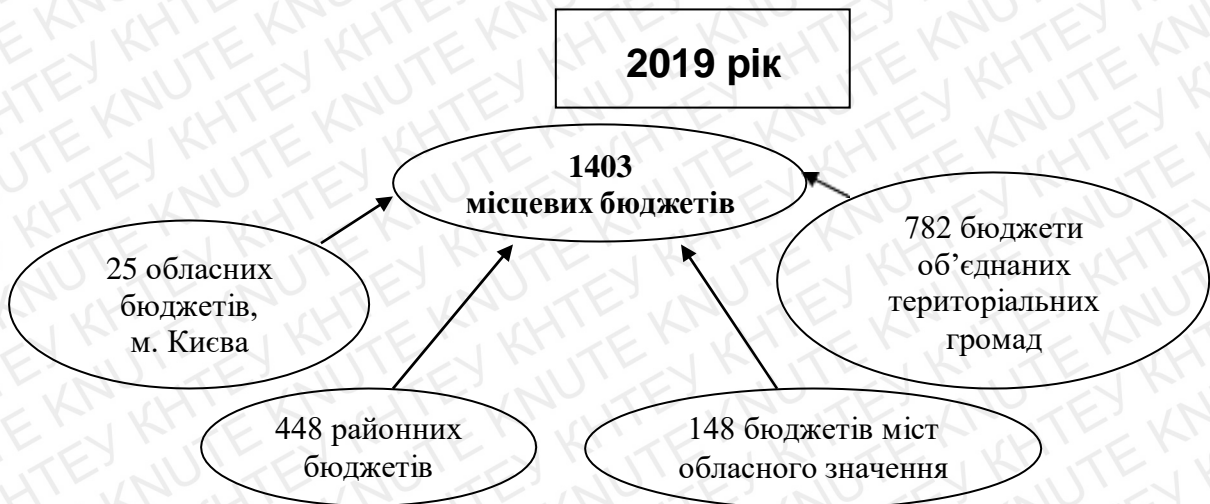 2019 рік
1403
місцевих бюджетів
25 обласних
бюджетів,
м. Києва
782 бюджети
об’єднаних
територіальних
громад
448 районних
бюджетів
148 бюджетів міст
обласного значення